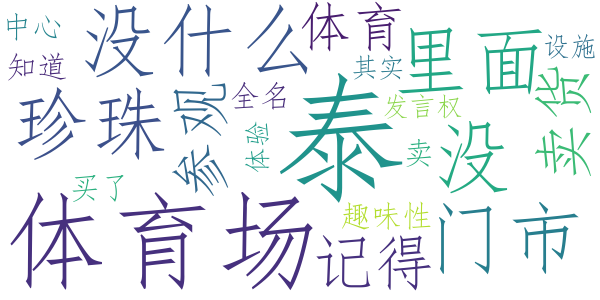 中心
没什么
体育
里面
设施
知道
其实
货
珍珠
参观
全名
泰
发言权
体验
卖
没
卖
买了
趣味性
体育场
记得
门市